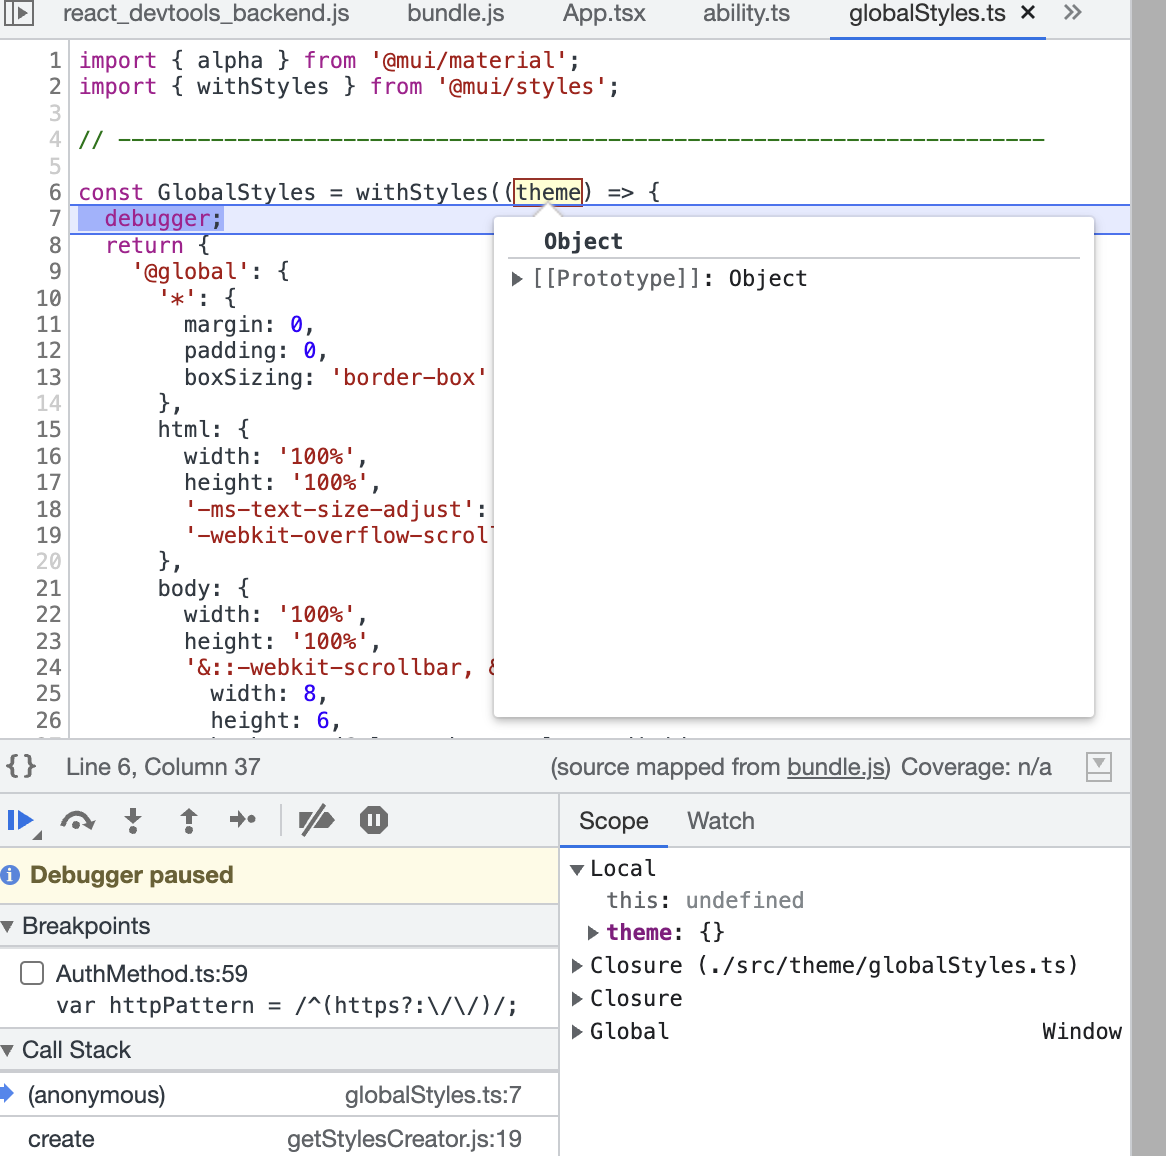 react_devtools_backend.js bundle.js App.tsx ability.ts globalStyles.ts × »
1 import { alpha } from '@mui/material';
2 import { withStyles } from '@mui/styles';
3
4 // ----------------------------------------------------------------------
5
6 const GlobalStyles = withStyles((theme) => {
7 debugger;
8 return {
9 '@global': {
10 '*': {
11 margin: 0,
12 padding: 0,
13 boxSizing: 'border-box'
14 },
15 html: {
16 width: '100%',
17 height: '100%',
18 '-ms-text-size-adjust':
19 '-webkit-overflow-scroll
20 },
21 body: {
22 width: '100%',
23 height: '100%',
24 '&::-webkit-scrollbar, &
25 width: 8,
26 height: 6,
Object
▶ [[Prototype]]: Object
{} Line 6, Column 37 (source mapped from bundle.js) Coverage: n/a
Scope Watch
Debugger paused
▼ Breakpoints
AuthMethod.ts:59
var httpPattern = /^(https?:\/\/)/;
▼ Call Stack
(anonymous) globalStyles.ts:7
create getStylesCreator.js:19
▼ Local
this: undefined
▶ theme: {}
▶ Closure (./src/theme/globalStyles.ts)
▶ Closure
▶ Global Window